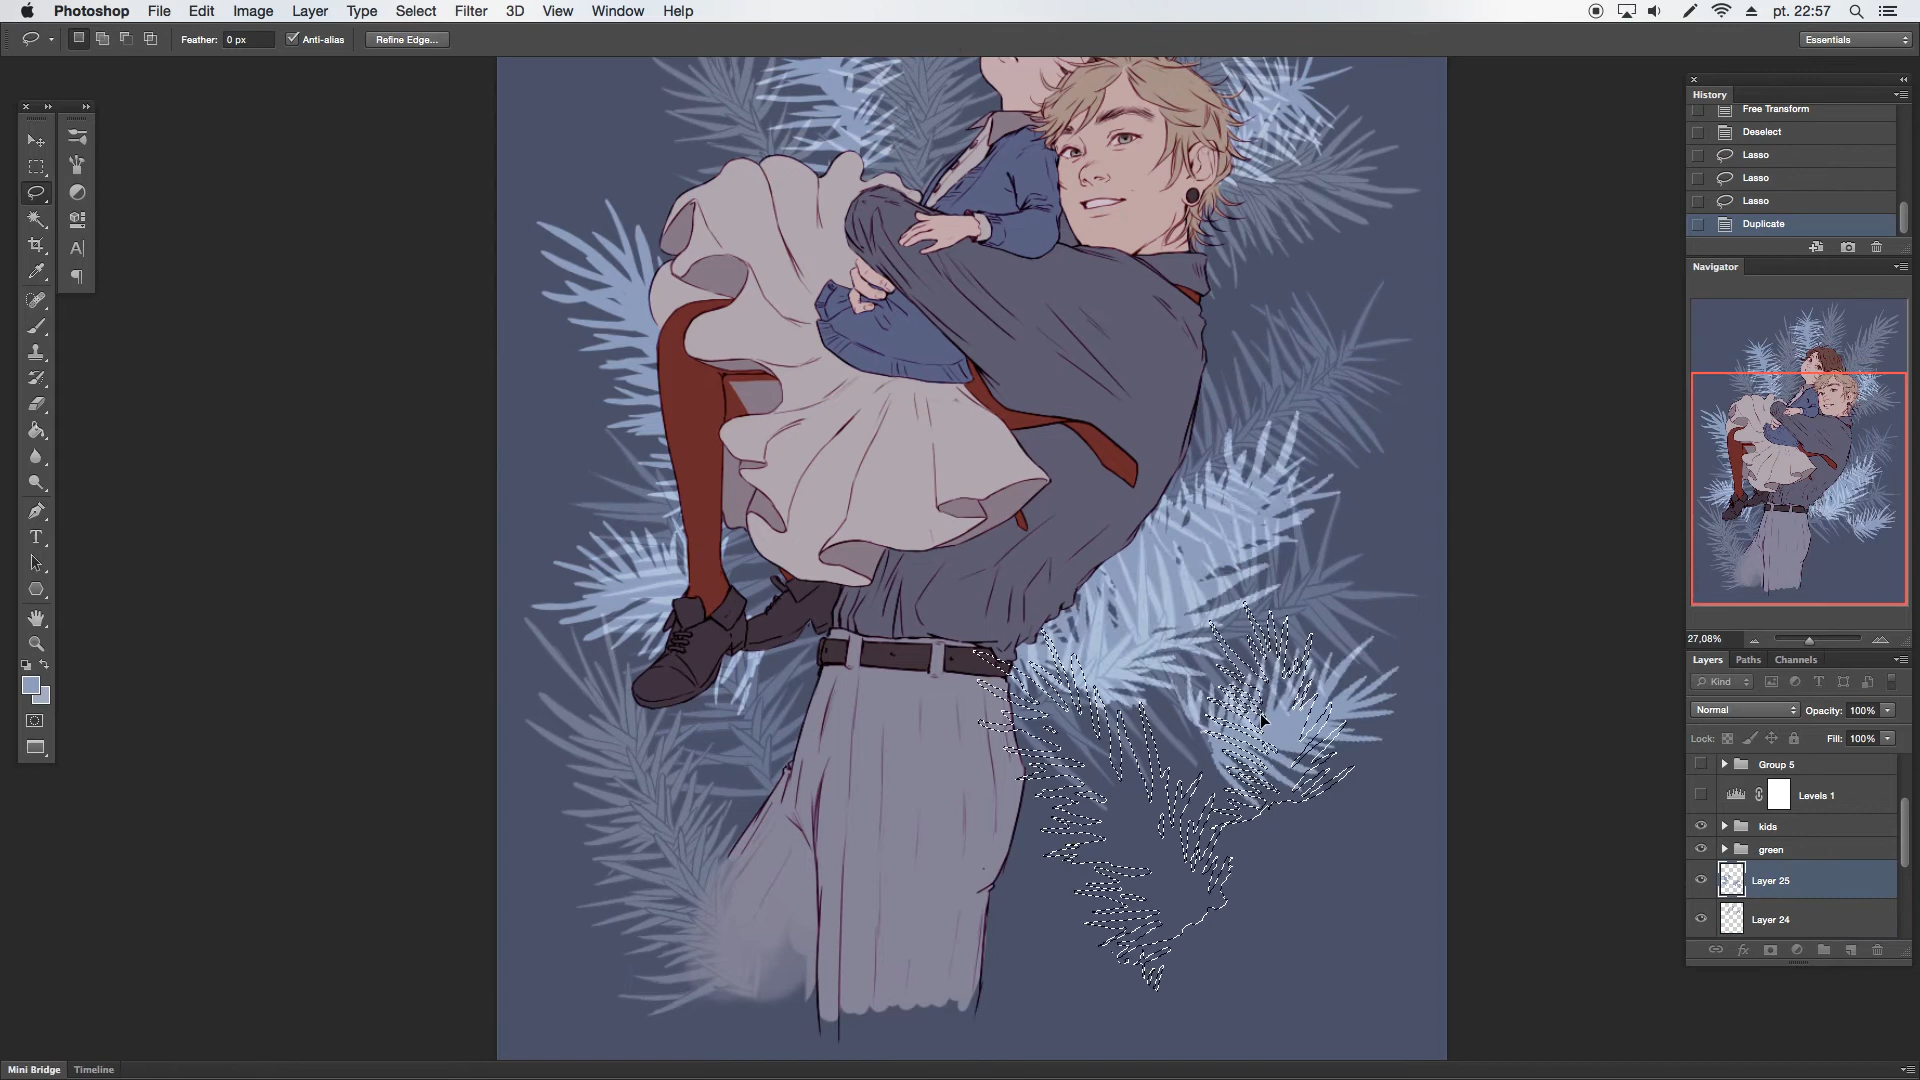 Photoshop File Edit Image Layer Type Select Filter 3D View Window Help pt. 22:57
Feather: 0 px Anti-alias Refine Edge... Essentials
History
Free Transform
Deselect
Lasso
Lasso
Lasso
Duplicate
Navigator
27,08%
Layers Paths Channels
Kind
Normal Opacity: 100%
Lock: Fill: 100%
Group 5
Levels 1
kids
green
Layer 25
Layer 24
Mini Bridge Timeline